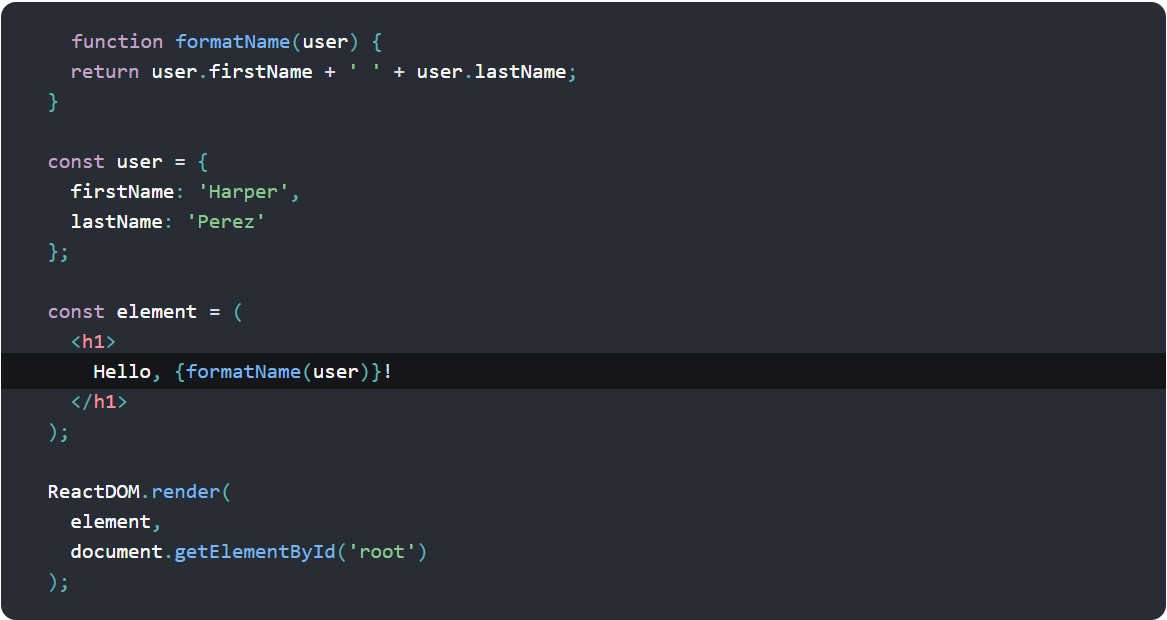 function formatName(user) {
  return user.firstName + ' ' + user.lastName;
}

const user = {
  firstName: 'Harper',
  lastName: 'Perez'
};

const element = (
  <h1>
    Hello, {formatName(user)}!
  </h1>
);

ReactDOM.render(
  element,
  document.getElementById('root')
);